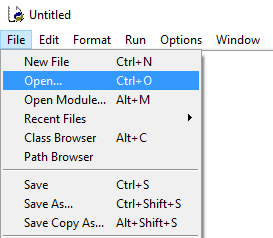 Untitled
File Edit Format Run Options Window
New File Ctrl+N
Open... Ctrl+O
Open Module... Alt+M
Recent Files
Class Browser Alt+C
Path Browser
Save Ctrl+S
Save As... Ctrl+Shift+S
Save Copy As... Alt+Shift+S